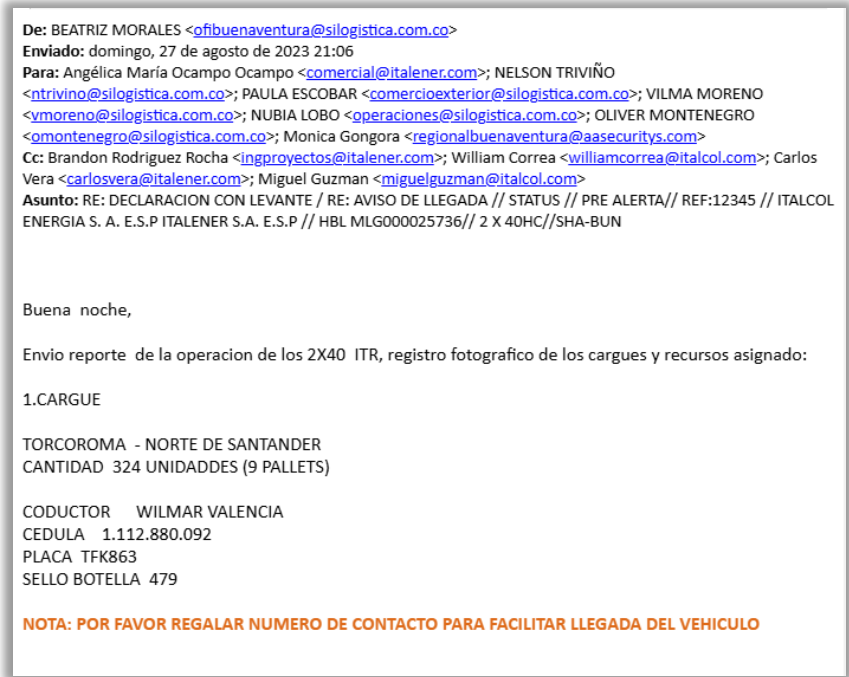 De: BEATRIZ MORALES <ofibuenaventura@silogistica.com.co>
Enviado: domingo, 27 de agosto de 2023 21:06
Para: Angélica María Ocampo Ocampo <comercial@italener.com>; NELSON TRIVIÑO
<ntrivino@silogistica.com.co>; PAULA ESCOBAR <comercioexterior@silogistica.com.co>; VILMA MORENO
<vmoreno@silogistica.com.co>; NUBIA LOBO <operaciones@silogistica.com.co>; OLIVER MONTENEGRO
<omontenegro@silogistica.com.co>; Monica Gongora <regionalbuenaventura@aasecuritys.com>
Cc: Brandon Rodriguez Rocha <ingproyectos@italener.com>; William Correa <williamcorrea@italcol.com>; Carlos
Vera <carlosvera@italener.com>; Miguel Guzman <miguelguzman@italcol.com>
Asunto: RE: DECLARACION CON LEVANTE / RE: AVISO DE LLEGADA // STATUS // PRE ALERTA// REF:12345 // ITALCOL
ENERGIA S. A. E.S.P ITALENER S.A. E.S.P // HBL MLG000025736// 2 X 40HC//SHA-BUN
Buena noche,
Envio reporte de la operacion de los 2X40 ITR, registro fotografico de los cargues y recursos asignado:
1.CARGUE
TORCOROMA - NORTE DE SANTANDER
CANTIDAD 324 UNIDADDES (9 PALLETS)
CODUCTOR WILMAR VALENCIA
CEDULA 1.112.880.092
PLACA TFK863
SELLO BOTELLA 479
NOTA: POR FAVOR REGALAR NUMERO DE CONTACTO PARA FACILITAR LLEGADA DEL VEHICULO